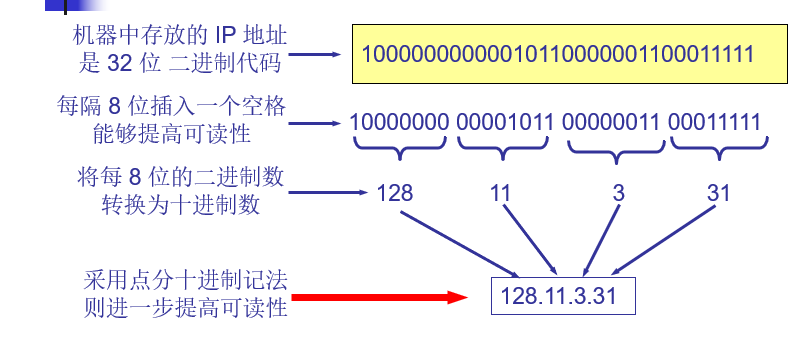 机器中存放的 IP 地址
是 32 位 二进制代码
10000000000010110000001100011111
每隔 8 位插入一个空格
能够提高可读性
10000000 00001011 00000011 00011111
将每 8 位的二进制数
转换为十进制数
128 11 3 31
采用点分十进制记法
则进一步提高可读性
128.11.3.31